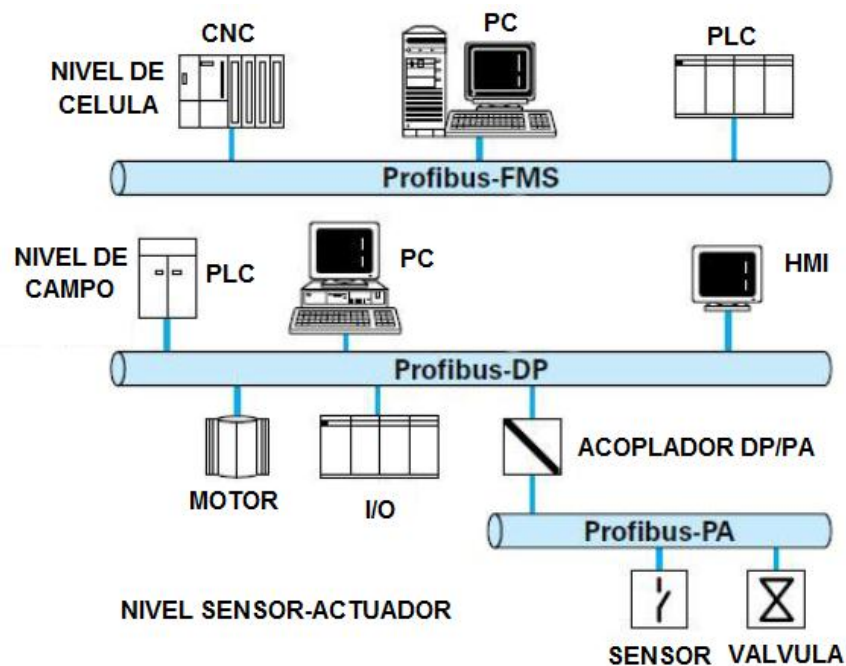 CNC
PC
PLC
NIVEL DE
CELULA
Profibus-FMS
NIVEL DE
CAMPO
PLC
PC
HMI
Profibus-DP
MOTOR
I/O
ACOPLADOR DP/PA
Profibus-PA
NIVEL SENSOR-ACTUADOR
SENSOR
VALVULA